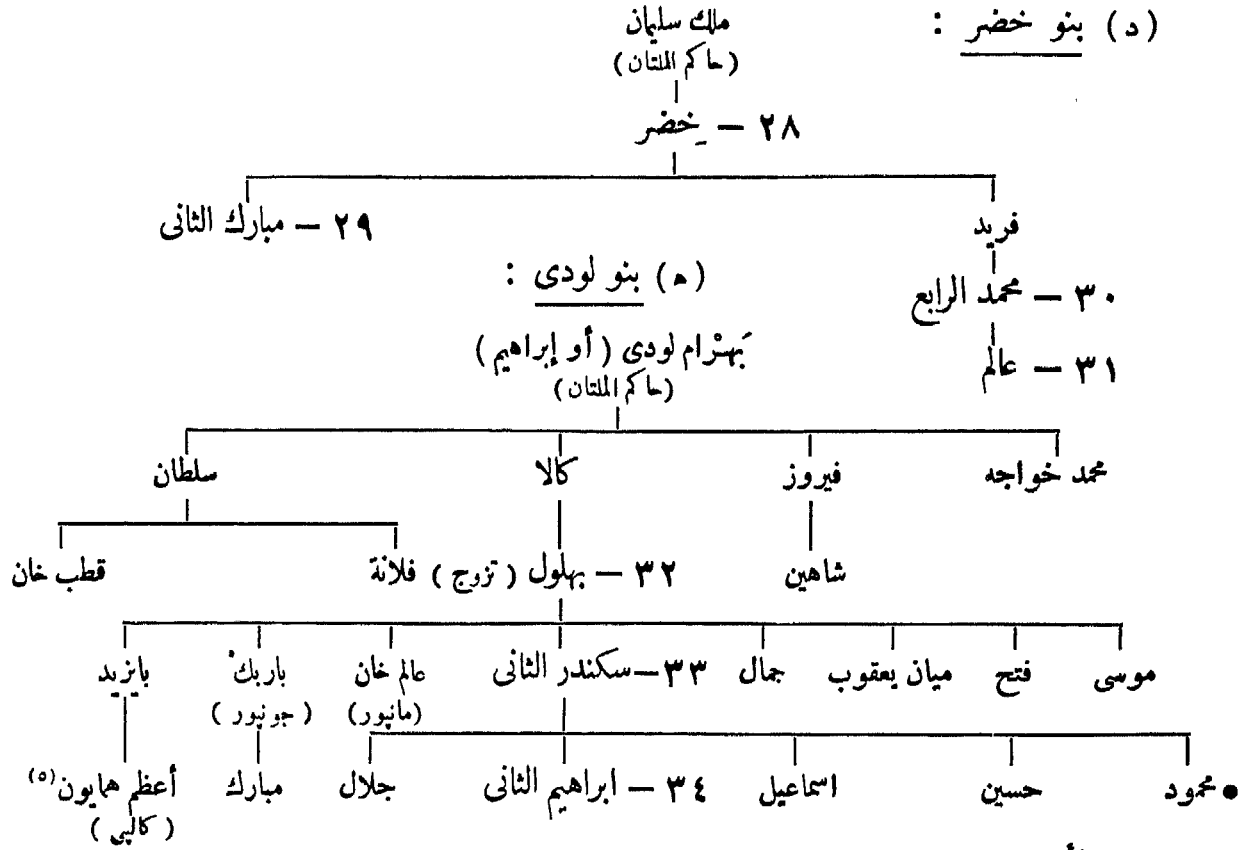 (د) بنو خضر :
ملك سليمان
(حاكم الملتان)
٢٨ – خِضر
فريد
٢٩ – مبارك الثانى
٣٠ – محمد الرابع
٣١ – عالم
(ه) بنو لودى :
بَهْرام لودى (أو إبراهيم)
(حاكم الملتان)
محمد خواجه فيروز كالا سلطان
شاهين ٣٢ – بهلول (تزوج) فلانة قطب خان
موسى فتح ميان يعقوب جمال ٣٣ – سكندر الثانى عالم خان باربكْ بايزيد
(مانپور) (جونپور)
• محمود حسين اسماعيل ٣٤ – ابراهيم الثانى جلال مبارك أعظم همايون (٥)
(كالپى)